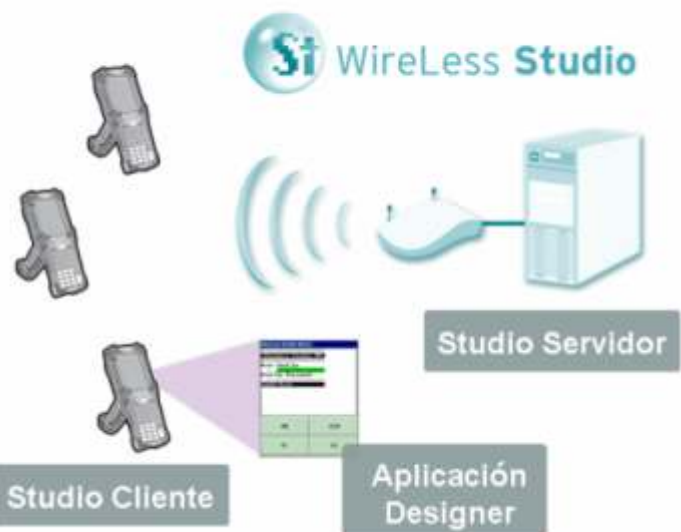 St WireLess Studio
Studio Servidor
Studio Cliente
Aplicación
Designer